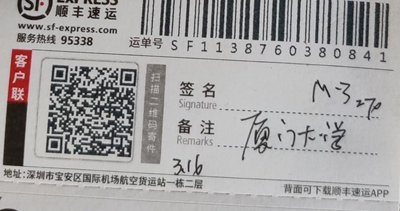 SF EXPRESS
顺丰速运
www.sf-express.com
服务热线 95338
运单号 SF1138760380841
客户联
扫描二维码寄件
签名
Signature
M-3270
备注
Remarks
厦门大学
316
地址:深圳市宝安区国际机场航空货运站一栋二层
背面可下载顺丰速运APP